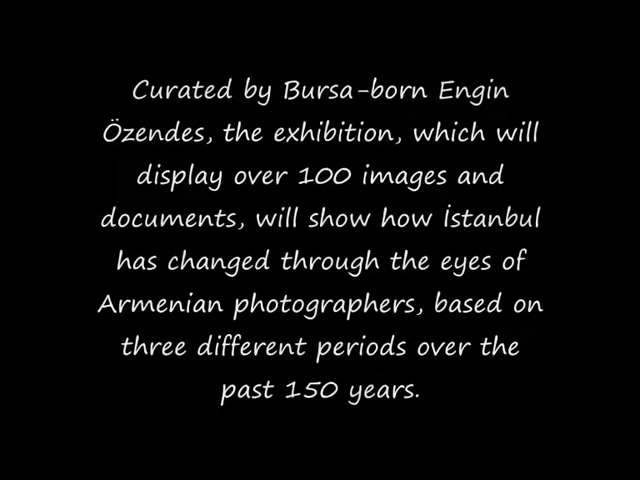 Curated by Bursa-born Engin
Özendes, the exhibition, which will
display over 100 images and
documents, will show how İstanbul
has changed through the eyes of
Armenian photographers, based on
three different periods over the
past 150 years.